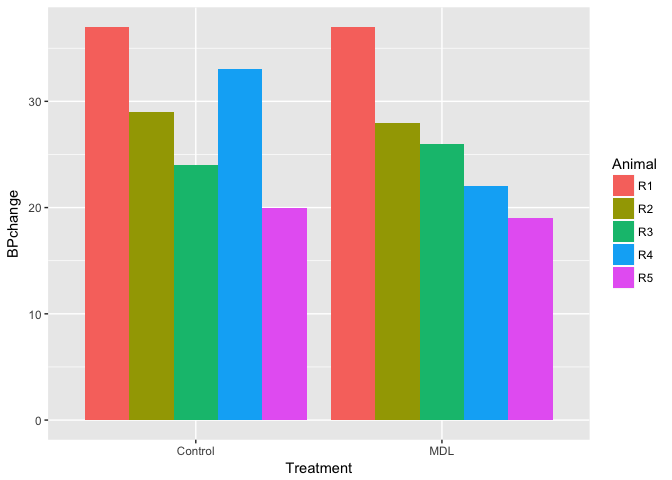 BPchange
30
20
10
0
Control
MDL
Treatment
Animal
R1
R2
R3
R4
R5